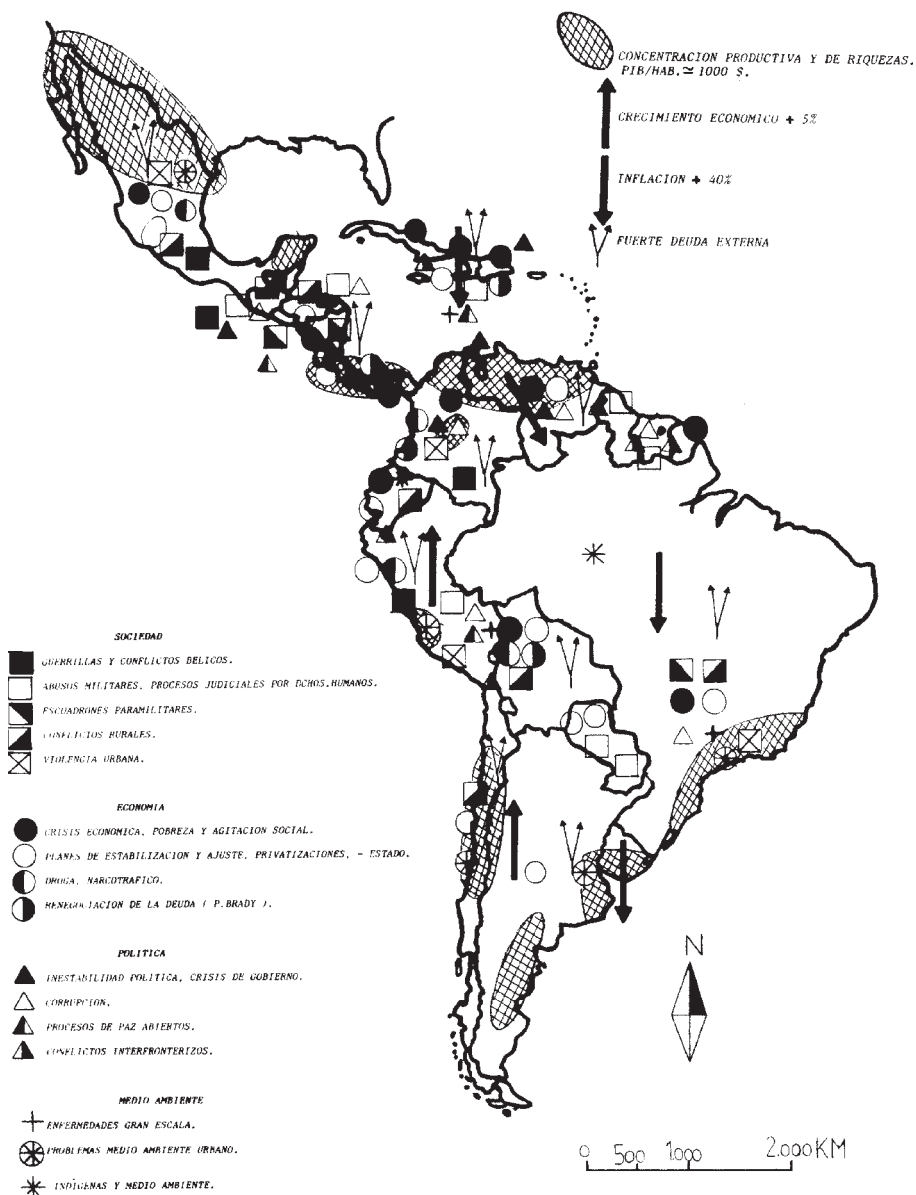 CONCENTRACION PRODUCTIVA Y DE RIQUEZAS.
PIB/HAB. ≃ 1000 $.
CRECIMIENTO ECONOMICO + 5%
INFLACION + 40%
FUERTE DEUDA EXTERNA
SOCIEDAD
GUERRILLAS Y CONFLICTOS BELICOS.
ABUSOS MILITARES. PROCESOS JUDICIALES POR DCHOS.HUMANOS.
ESCUADRONES PARAMILITARES.
CONFLICTOS RURALES.
VIOLENCIA URBANA.
ECONOMIA
CRISIS ECONOMICA, POBREZA Y AGITACION SOCIAL.
PLANES DE ESTABILIZACION Y AJUSTE, PRIVATIZACIONES, - ESTADO.
DROGA, NARCOTRAFICO.
RENEGOCIACION DE LA DEUDA ( P.BRADY ).
POLITICA
INESTABILIDAD POLITICA, CRISIS DE GOBIERNO.
CORRUPCION.
PROCESOS DE PAZ ABIERTOS.
CONFLICTOS INTERFRONTERIZOS.
MEDIO AMBIENTE
ENFERMEDADES GRAN ESCALA.
PROBLEMAS MEDIO AMBIENTE URBANO.
INDIGENAS Y MEDIO AMBIENTE.
N
0 500 1.000 2.000 KM